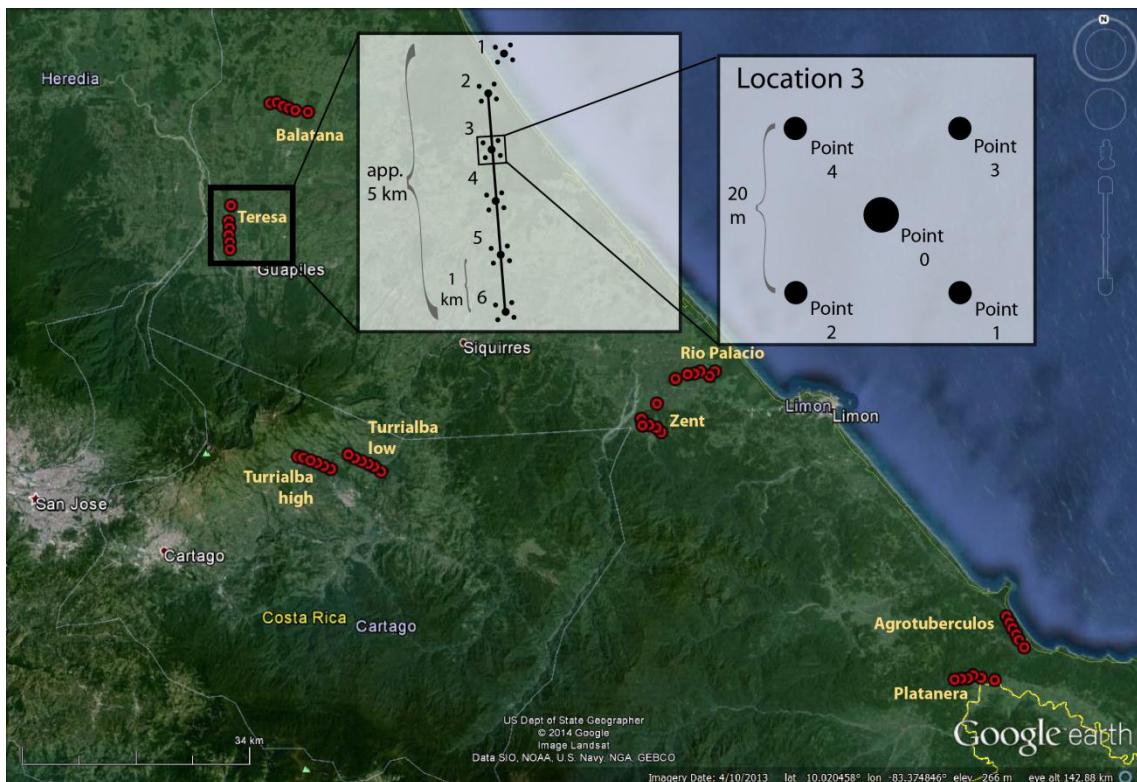 Heredia
Balatana
Teresa
Guapiles
1
2
3
4
5
6
app.
5 km
1
km
Location 3
Point
4
Point
3
20
m
Point
0
Point
2
Point
1
N
Siquirres
Rio Palacio
Limon
Limon
Zent
Turrialba
low
Turrialba
high
San Jose
Cartago
Costa Rica
Cartago
Agrotuberculos
Platanera
34 km
US Dept of State Geographer
© 2014 Google
Image Landsat
Data SIO, NOAA, U.S. Navy, NGA, GEBCO
Google earth
Imagery Date: 4/10/2013 lat 10.020458° lon -83.374846° elev 266 m eye alt 142.88 km